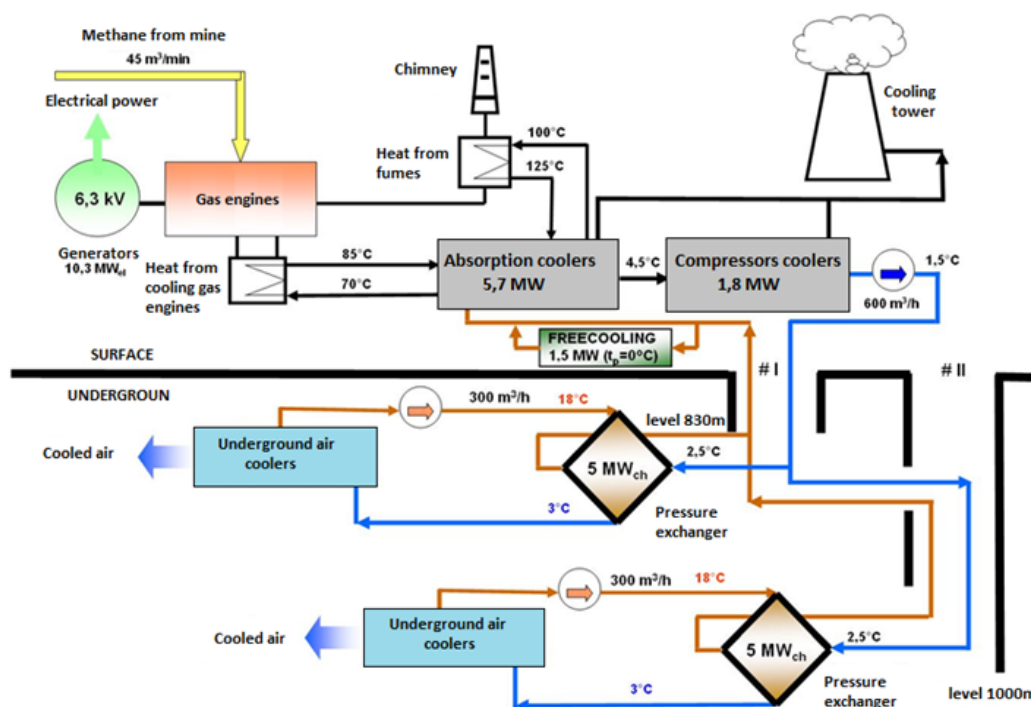 Methane from mine
45 m³/min
Electrical power
6,3 kV
Generators
10,3 MWel
Gas engines
Heat from
cooling gas
engines
Chimney
Heat from
fumes
100°C
125°C
85°C
70°C
Absorption coolers
5,7 MW
4,5°C
Compressors coolers
1,8 MW
Cooling
tower
1,5°C
600 m³/h
FREECOOLING
1,5 MW (tp=0°C)
SURFACE
UNDERGROUN
# I
# II
300 m³/h
18°C
level 830m
Cooled air
Underground air
coolers
5 MWch
2,5°C
3°C
Pressure
exchanger
300 m³/h
18°C
Cooled air
Underground air
coolers
5 MWch
2,5°C
3°C
Pressure
exchanger
level 1000m